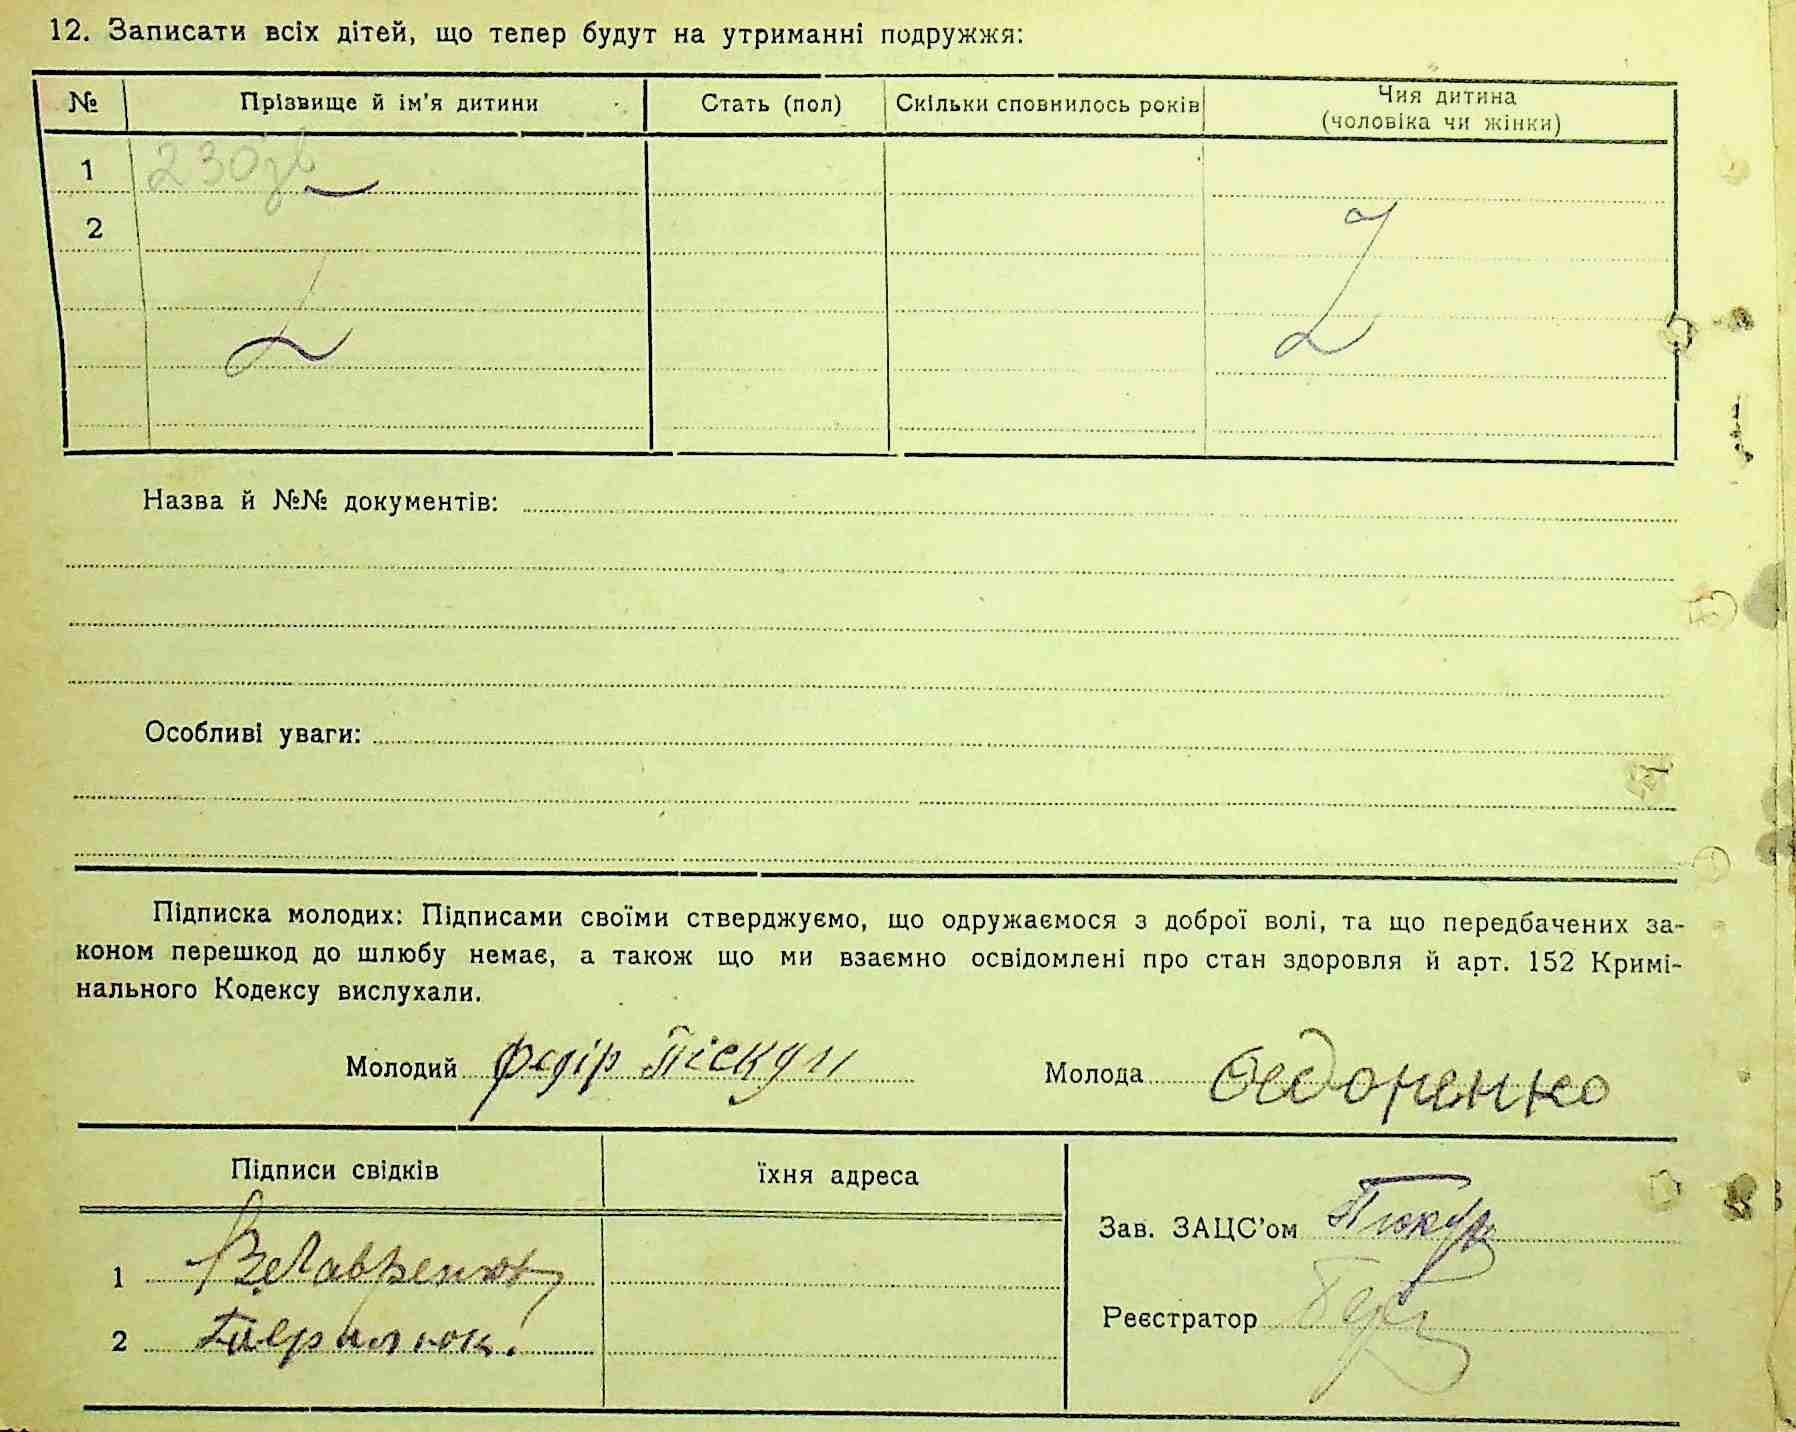 12. Записати всіх дітей, що тепер будут на утриманні подружжя:
№ Прізвище й ім'я дитини Стать (пол) Скільки сповнилось років Чия дитина (чоловіка чи жінки)
1
2
Назва й №№ документів:
Особливі уваги:
Підписка молодих: Підписами своїми стверджуємо, що одружаємося з доброї волі, та що передбачених за-
коном перешкод до шлюбу немає, а також що ми взаємно освідомлені про стан здоровля й арт. 152 Кримі-
нального Кодексу вислухали.
Молодий Федір Піскун Молода Федоренко
Підписи свідків їхня адреса
Зав. ЗАЦС'ом
1 Лавренюк
Реєстратор
2 Гаврилюк